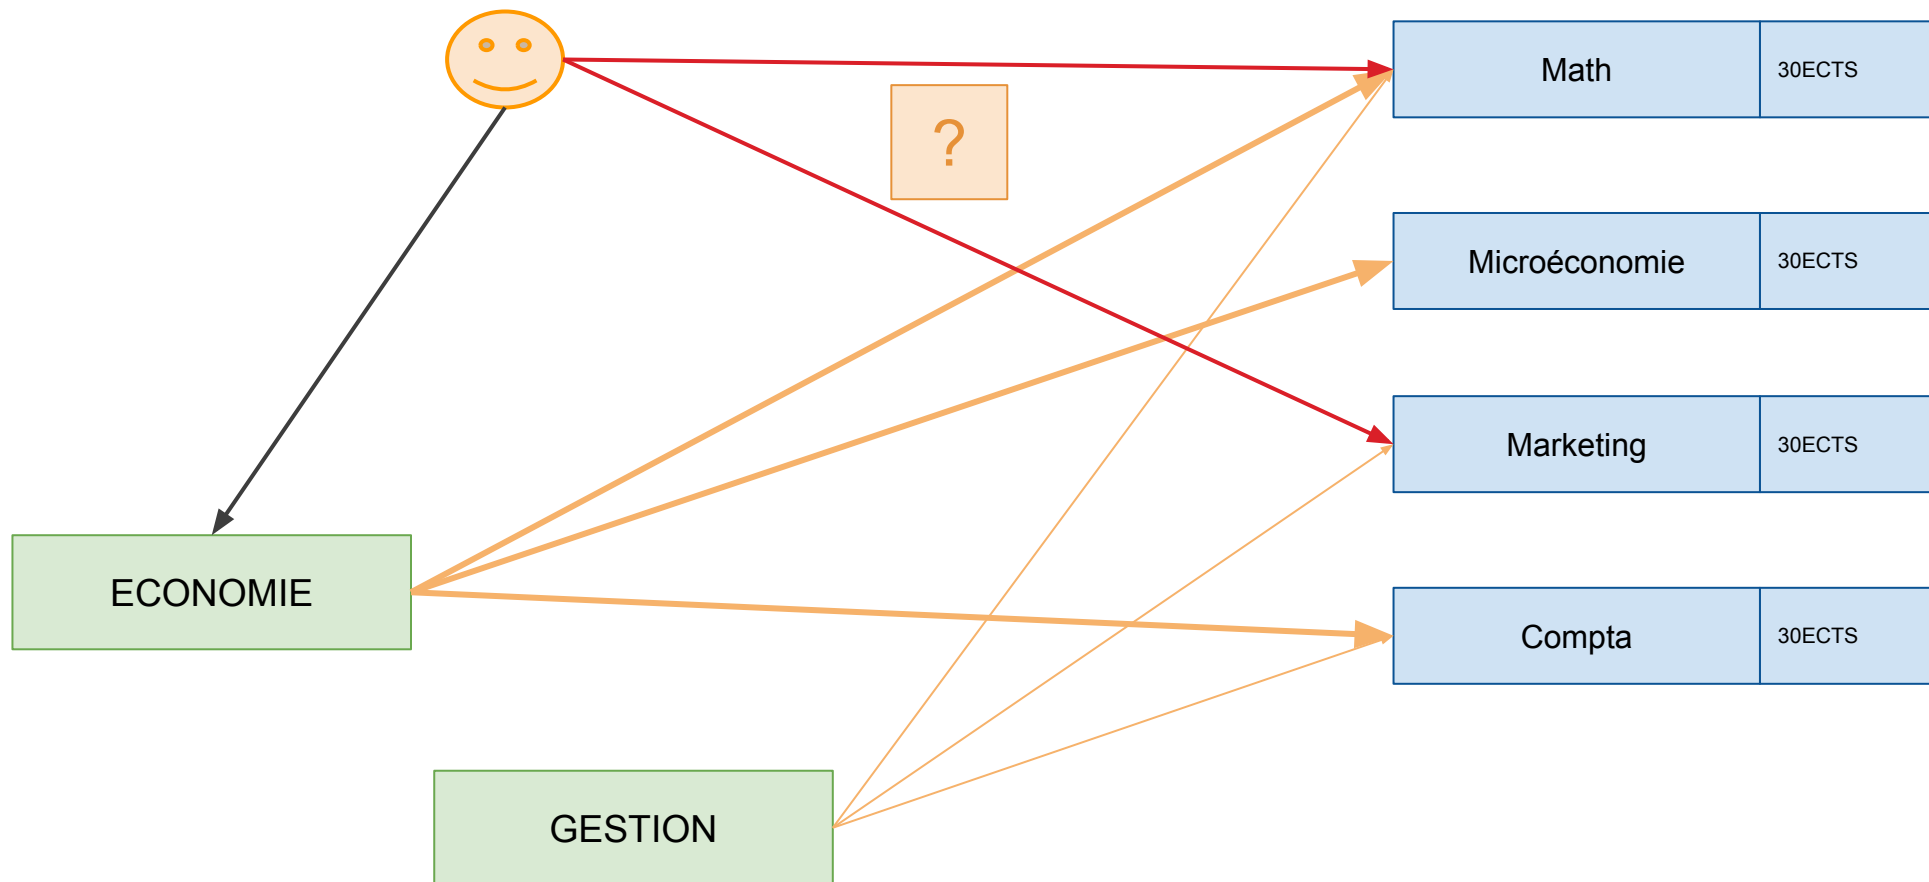 Math
30ECTS
?
Microéconomie
30ECTS
Marketing
30ECTS
ECONOMIE
Compta
30ECTS
GESTION